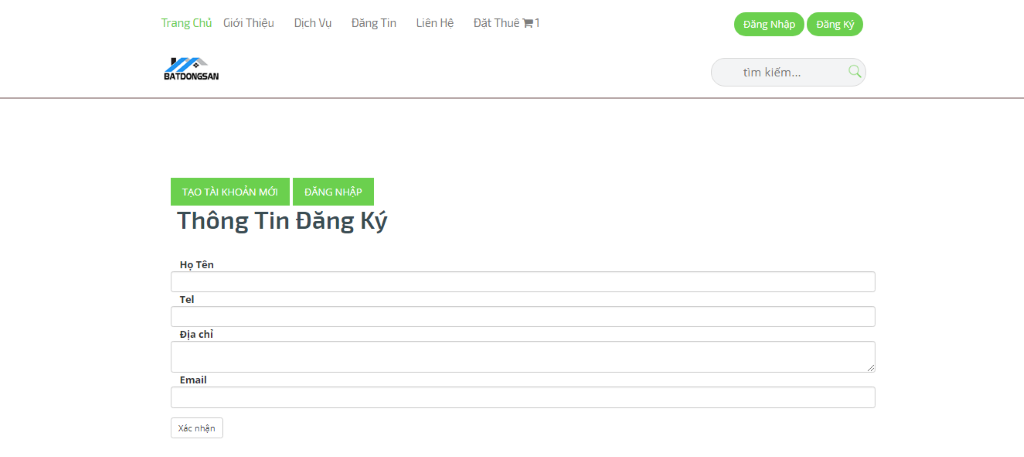 Trang Chủ Giới Thiệu Dịch Vụ Đăng Tin Liên Hệ Đặt Thuê 1 Đăng Nhập Đăng Ký
BATDONGSAN
tìm kiếm...
TẠO TÀI KHOẢN MỚI ĐĂNG NHẬP
Thông Tin Đăng Ký
Họ Tên
Tel
Địa chỉ
Email
Xác nhận